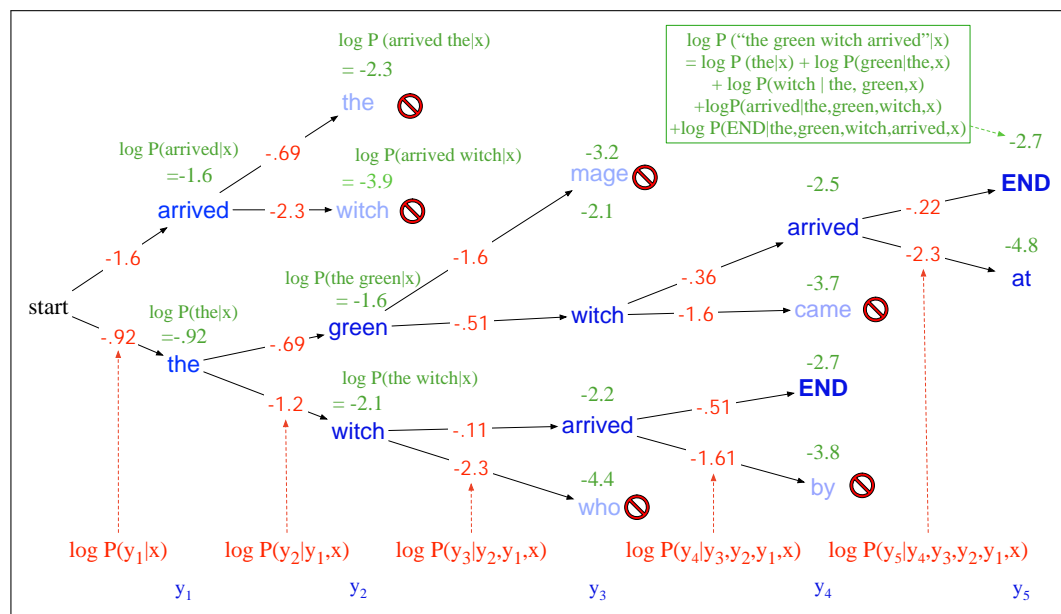 log P (arrived the|x)
= -2.3
the
log P ("the green witch arrived"|x)
= log P (the|x) + log P(green|the,x)
+ log P(witch | the, green,x)
+logP(arrived|the,green,witch,x)
+log P(END|the,green,witch,arrived,x)
-2.7
END
log P(arrived|x)
=-1.6
arrived
-.69
log P(arrived witch|x)
= -3.9
-2.3
witch
-3.2
mage
-2.1
-2.5
arrived
-.22
-2.3
-4.8
at
-1.6
start
-.92
log P(the|x)
=-.92
the
log P(the green|x)
= -1.6
green
-1.6
-.51
witch
-.36
-1.6
-3.7
came
-.69
-1.2
log P(the witch|x)
= -2.1
witch
-.11
-2.3
-2.2
arrived
-.51
-1.61
-2.7
END
-3.8
by
-4.4
who
log P(y₁|x)
log P(y₂|y₁,x)
log P(y₃|y₂,y₁,x)
log P(y₄|y₃,y₂,y₁,x)
log P(y₅|y₄,y₃,y₂,y₁,x)
y₁
y₂
y₃
y₄
y₅